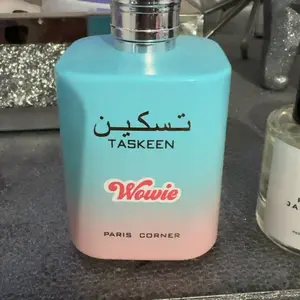 تسكين
TASKEEN
Wowie
PARIS CORNER